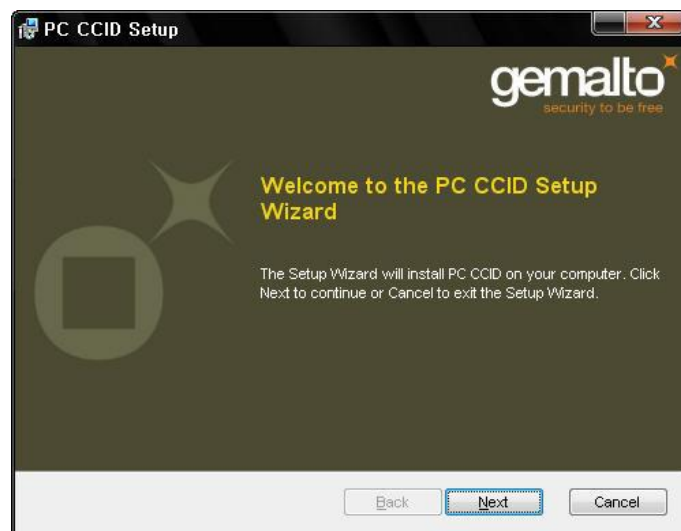 PC CCID Setup
gemalto
security to be free
Welcome to the PC CCID Setup
Wizard
The Setup Wizard will install PC CCID on your computer. Click
Next to continue or Cancel to exit the Setup Wizard.
Back Next Cancel